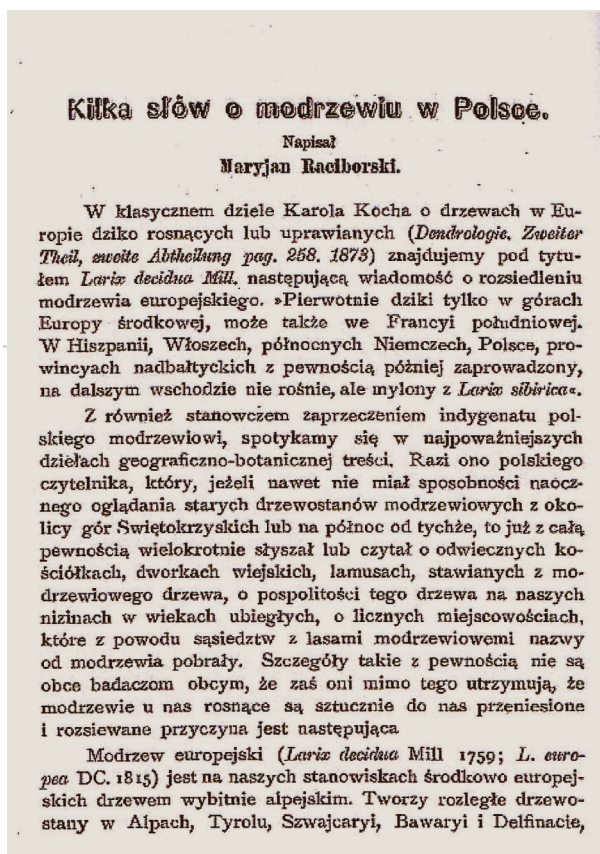 Kilka słów o modrzewiu w Polsce.
Napisał
Maryjan Raciborski.
W klasycznem dziele Karola Kocha o drzewach w Eu-
ropie dziko rosnących lub uprawianych (Dendrologie. Zweiter
Theil, zweite Abtheilung pag. 258. 1873) znajdujemy pod tytu-
łem Larix decidua Mill. następującą wiadomość o rozsiedleniu
modrzewia europejskiego. »Pierwotnie dziki tylko w górach
Europy środkowej, może także we Francyi południowej.
W Hiszpanii, Włoszech, północnych Niemczech, Polsce, pro-
wincyach nadbałtyckich z pewnością później zaprowadzony,
na dalszym wschodzie nie rośnie, ale mylony z Larix sibirica«.
Z również stanowczem zaprzeczeniem indygenatu pol-
skiego modrzewiowi, spotykamy się w najpoważniejszych
dziełach geograficzno-botanicznej treści. Razi ono polskiego
czytelnika, który, jeżeli nawet nie miał sposobności naocz-
nego oglądania starych drzewostanów modrzewiowych z oko-
licy gór Swiętokrzyskich lub na północ od tychże, to już z całą
pewnością wielokrotnie słyszał lub czytał o odwiecznych ko-
ściółkach, dworkach wiejskich, lamusach, stawianych z mo-
drzewiowego drzewa, o pospolitości tego drzewa na naszych
nizinach w wiekach ubiegłych, o licznych miejscowościach,
które z powodu sąsiedztw z lasami modrzewiowemi nazwy
od modrzewia pobrały. Szczegóły takie z pewnością nie są
obce badaczom obcym, że zaś oni mimo tego utrzymują, że
modrzewie u nas rosnące są sztucznie do nas przeniesione
i rozsiewane przyczyna jest następująca
Modrzew europejski (Larix decidua Mill 1759; L. euro-
pea DC. 1815) jest na naszych stanowiskach środkowo europej-
skich drzewem wybitnie alpejskim. Tworzy rozległe drzewo-
stany w Alpach, Tyrolu, Szwajcaryi, Bawaryi i Delfinacie,